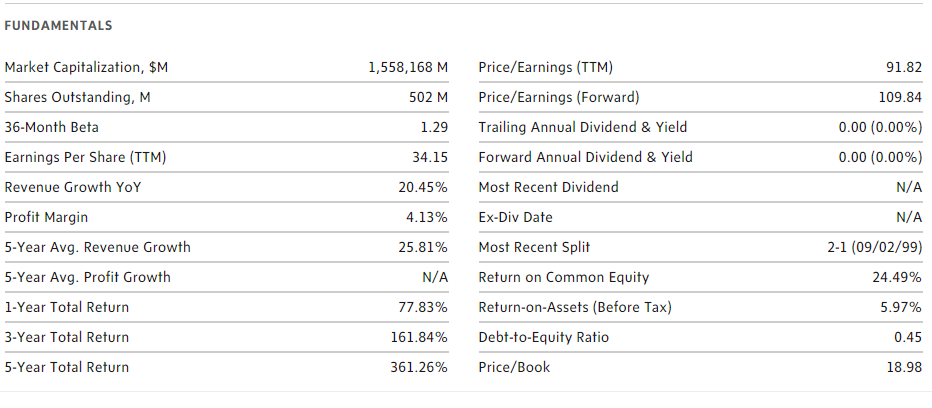 FUNDAMENTALS
Market Capitalization, $M 1,558,168 M
Shares Outstanding, M 502 M
36-Month Beta 1.29
Earnings Per Share (TTM) 34.15
Revenue Growth YoY 20.45%
Profit Margin 4.13%
5-Year Avg. Revenue Growth 25.81%
5-Year Avg. Profit Growth N/A
1-Year Total Return 77.83%
3-Year Total Return 161.84%
5-Year Total Return 361.26%
Price/Earnings (TTM) 91.82
Price/Earnings (Forward) 109.84
Trailing Annual Dividend & Yield 0.00 (0.00%)
Forward Annual Dividend & Yield 0.00 (0.00%)
Most Recent Dividend N/A
Ex-Div Date N/A
Most Recent Split 2-1 (09/02/99)
Return on Common Equity 24.49%
Return-on-Assets (Before Tax) 5.97%
Debt-to-Equity Ratio 0.45
Price/Book 18.98